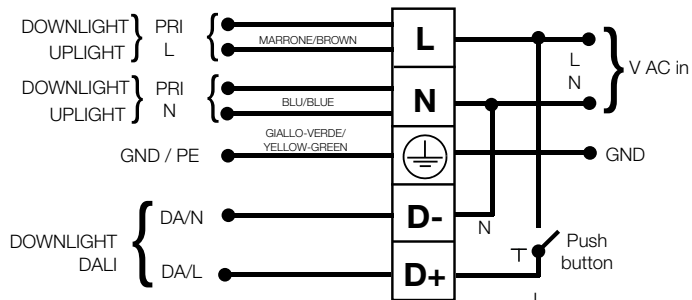 DOWNLIGHT PRI L
UPLIGHT
MARRONE/BROWN
L
L
N
V AC in
DOWNLIGHT PRI N
UPLIGHT
BLU/BLUE
N
GIALLO-VERDE/
YELLOW-GREEN
GND / PE
GND
DOWNLIGHT
DALI
DA/N
D-
N
DA/L
D+
Push
button